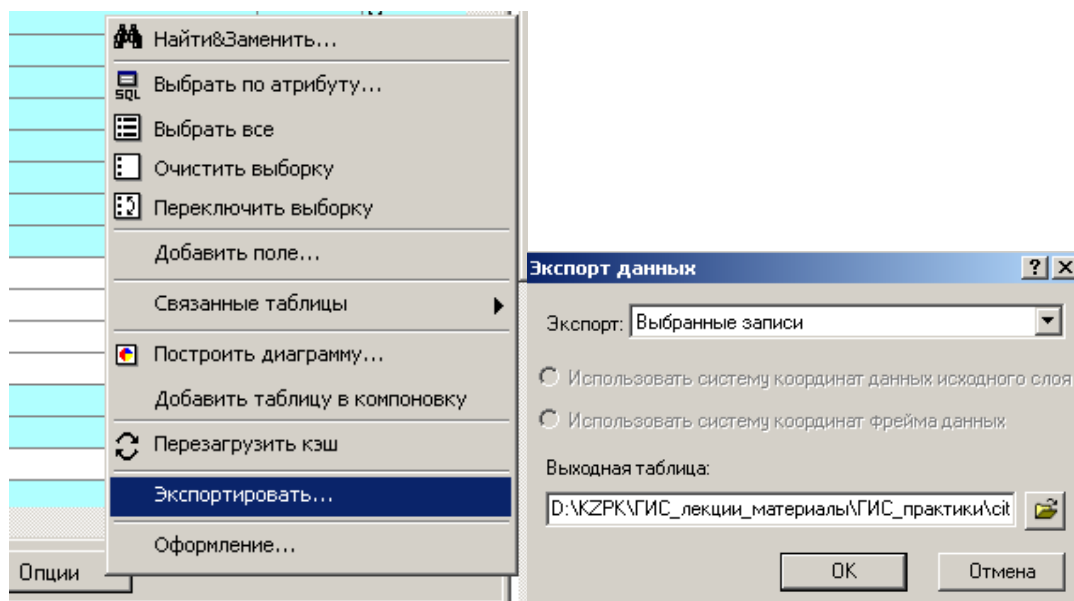 Найти&Заменить...
SQL
Выбрать по атрибуту...
Выбрать все
Очистить выборку
Переключить выборку
Добавить поле...
Связанные таблицы
Построить диаграмму...
Добавить таблицу в компоновку
Перезагрузить кэш
Экспортировать...
Оформление...
Опции
Экспорт данных
Экспорт: Выбранные записи
Использовать систему координат данных исходного слоя
Использовать систему координат фрейма данных
Выходная таблица:
D:\KZPK\ГИС_лекции_материалы\ГИС_практики\cit
OK
Отмена